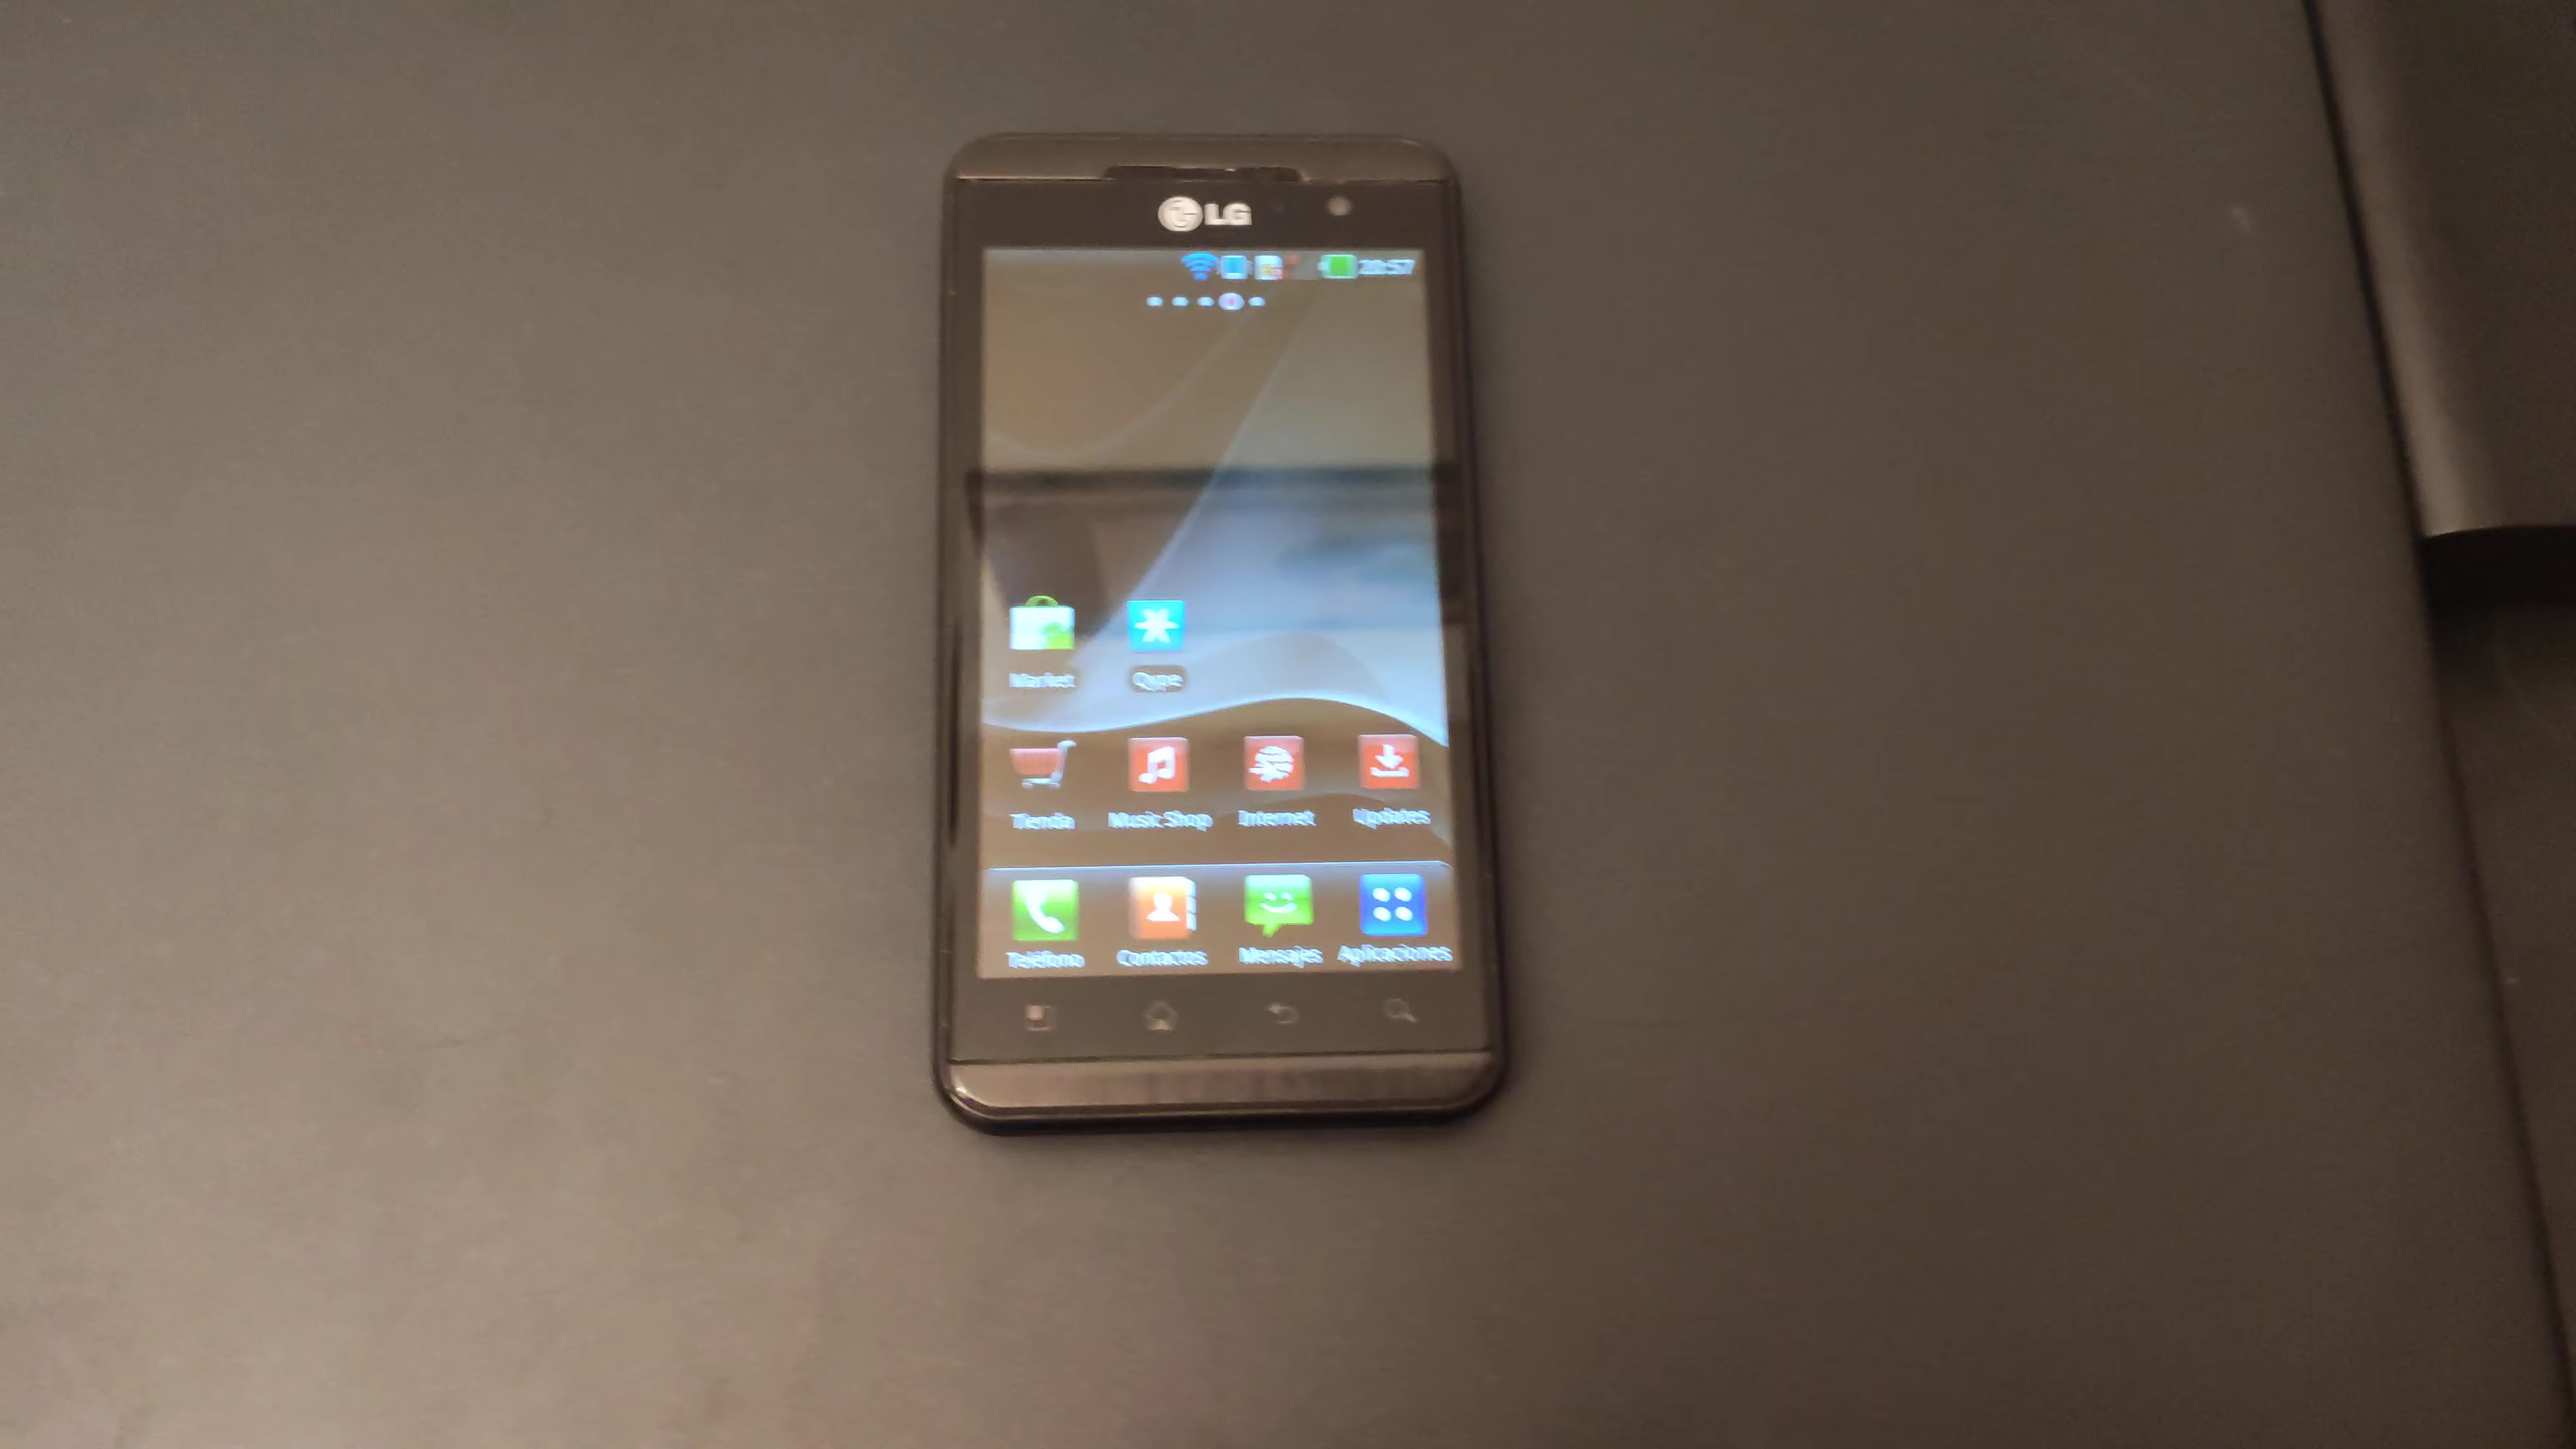 LG
20:57
Market Qype
Tienda Music Shop Internet Updates
Teléfono Contactos Mensajes Aplicaciones